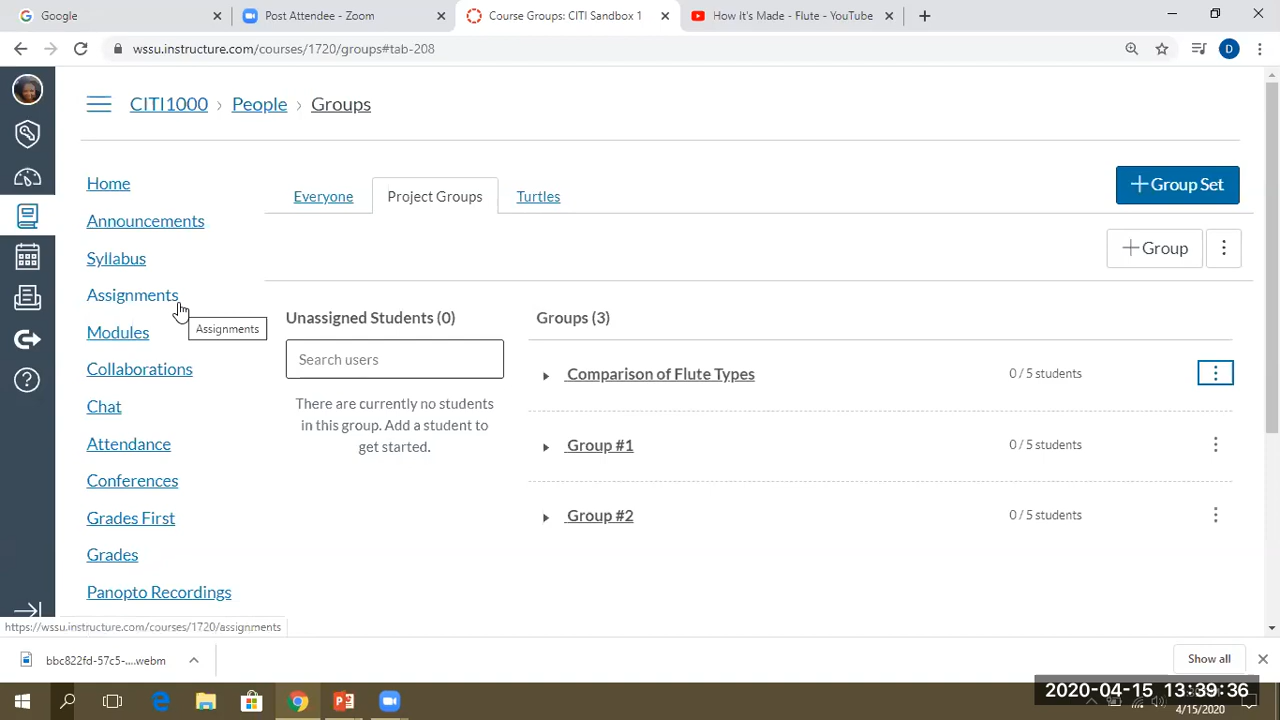 Google
Post Attendee - Zoom
Course Groups: CITI Sandbox 1
How it's Made - Flute - YouTube
wssu.instructure.com/courses/1720/groups#tab-208
D
CITI1000 › People › Groups
Home
Announcements
Syllabus
Assignments
Assignments
Modules
Collaborations
Chat
Attendance
Conferences
Grades First
Grades
Panopto Recordings
Everyone
Project Groups
Turtles
+ Group Set
+ Group
Unassigned Students (0)
Search users
There are currently no students
in this group. Add a student to
get started.
Groups (3)
Comparison of Flute Types
0 / 5 students
Group #1
0 / 5 students
Group #2
0 / 5 students
https://wssu.instructure.com/courses/1720/assignments
bbc822fd-57c5-....webm
Show all
2020-04-15 13:39:36
4/15/2020